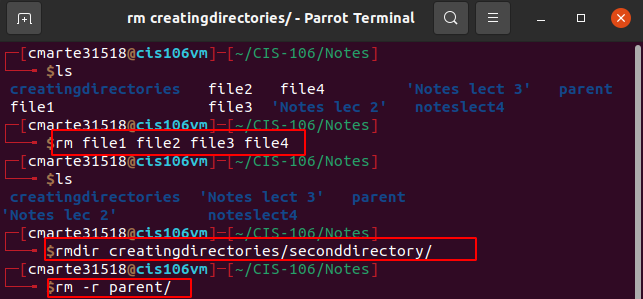 rm creatingdirectories/ - Parrot Terminal
[cmarte31518@cis106vm]─[~/CIS-106/Notes]
$ls
creatingdirectories file2 file4 'Notes lect 3' parent
file1 file3 'Notes lec 2' noteslect4
[cmarte31518@cis106vm]─[~/CIS-106/Notes]
$rm file1 file2 file3 file4
[cmarte31518@cis106vm]─[~/CIS-106/Notes]
$ls
creatingdirectories 'Notes lect 3' parent
'Notes lec 2' noteslect4
[cmarte31518@cis106vm]─[~/CIS-106/Notes]
$rmdir creatingdirectories/seconddirectory/
[cmarte31518@cis106vm]─[~/CIS-106/Notes]
$rm -r parent/